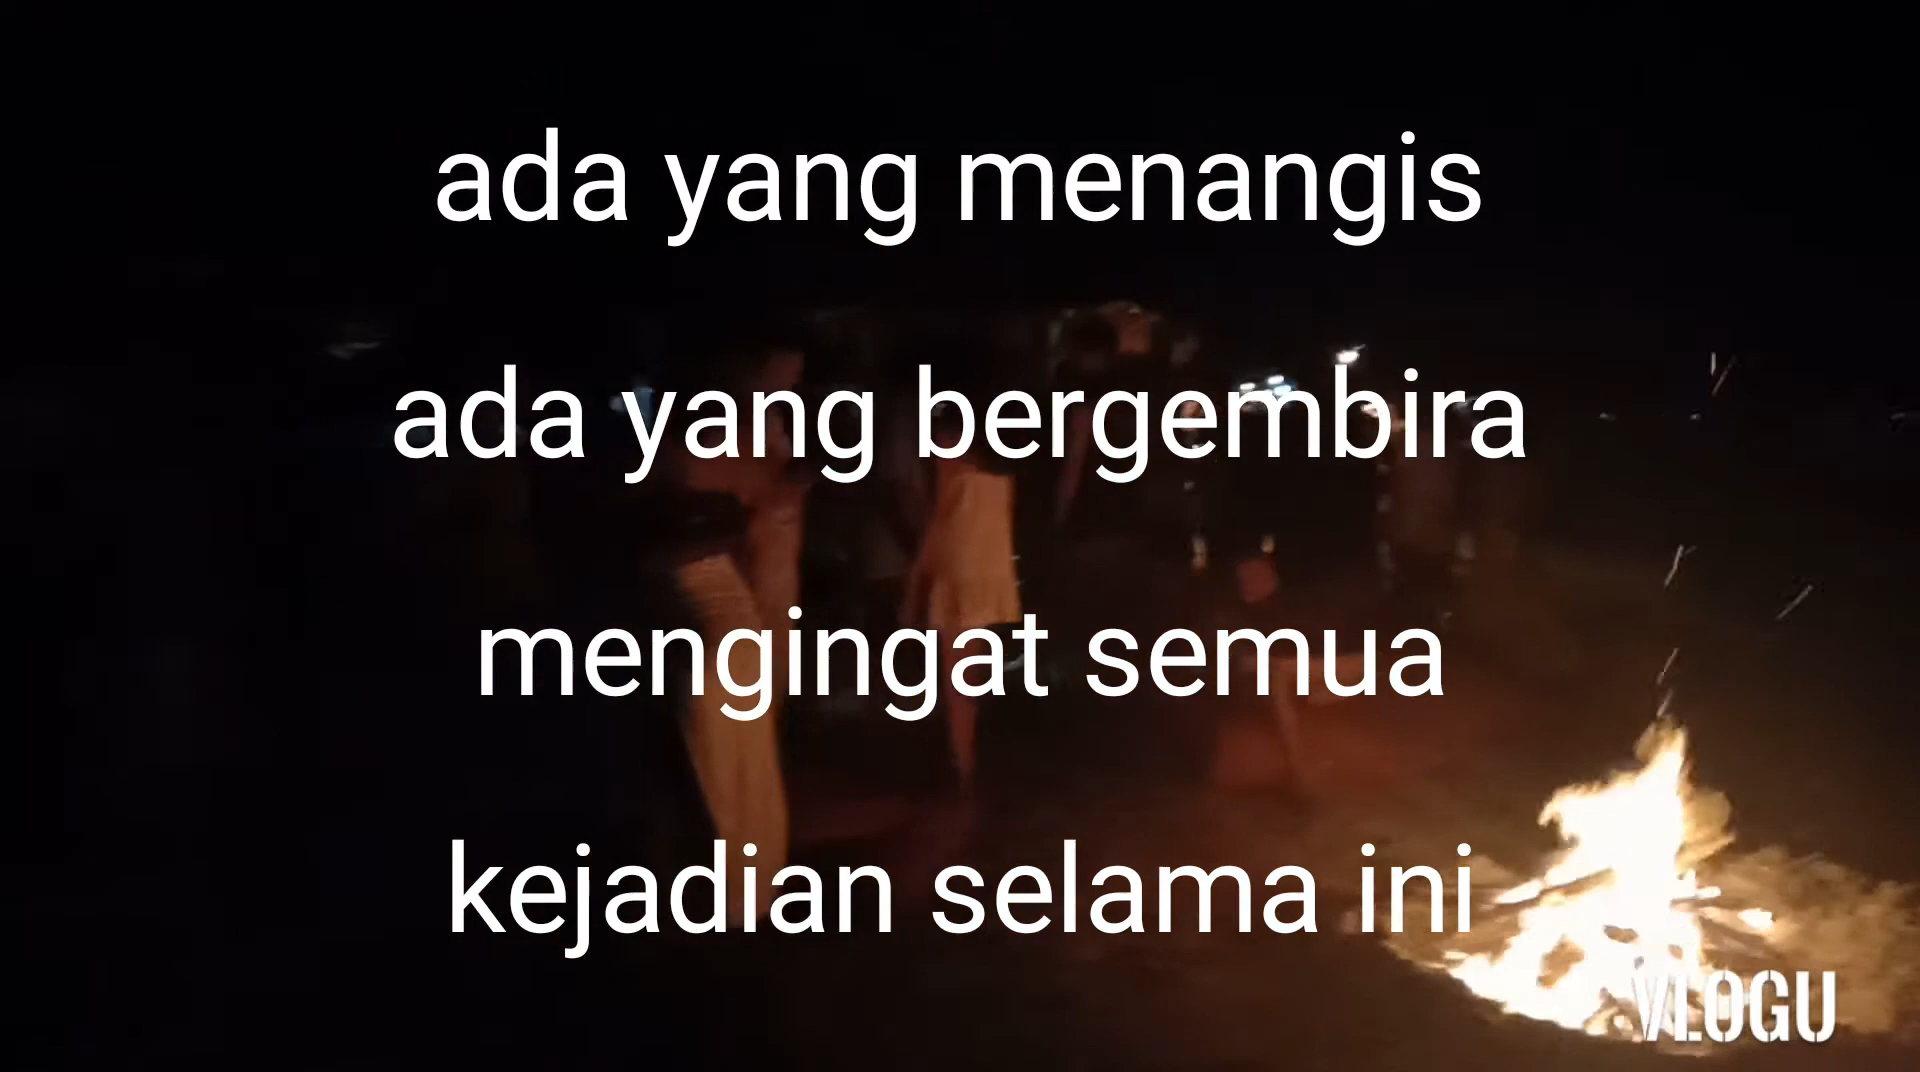 ada yang menangis
ada yang bergembira
mengingat semua
kejadian selama ini
VLOGU